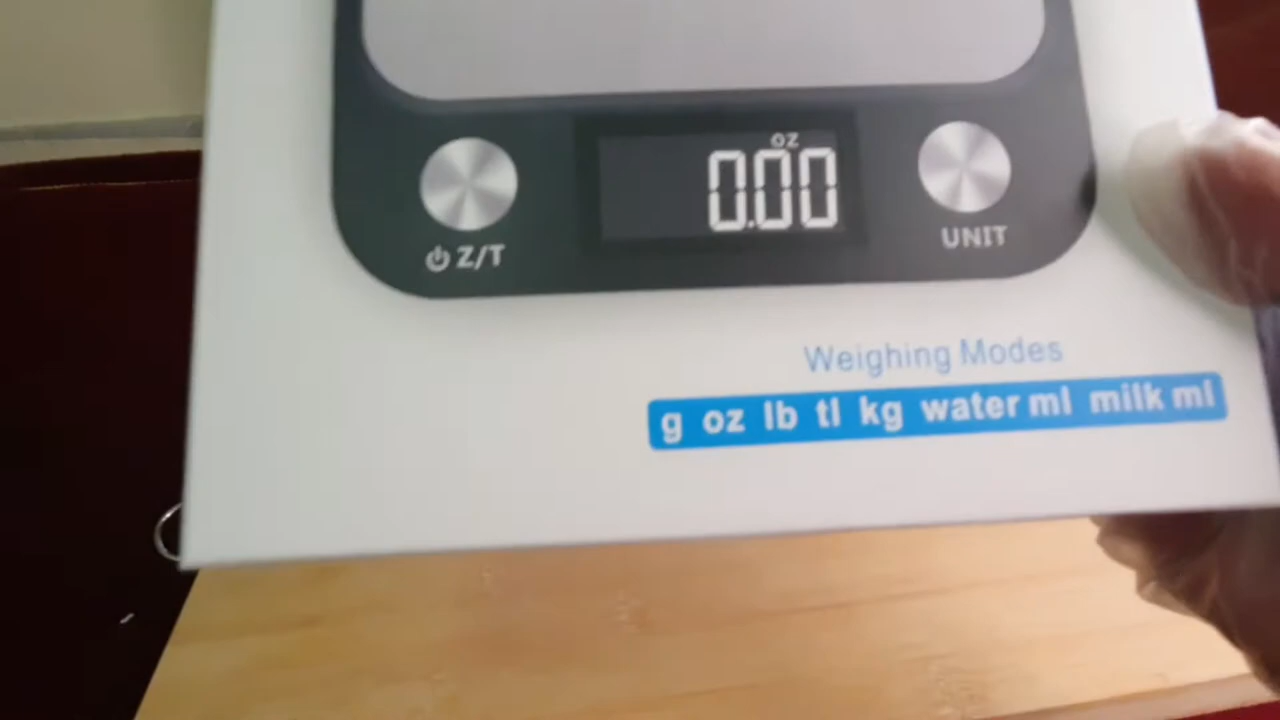 oz
0.00
Z/T
UNIT
Weighing Modes
g oz lb tl kg water ml milk ml